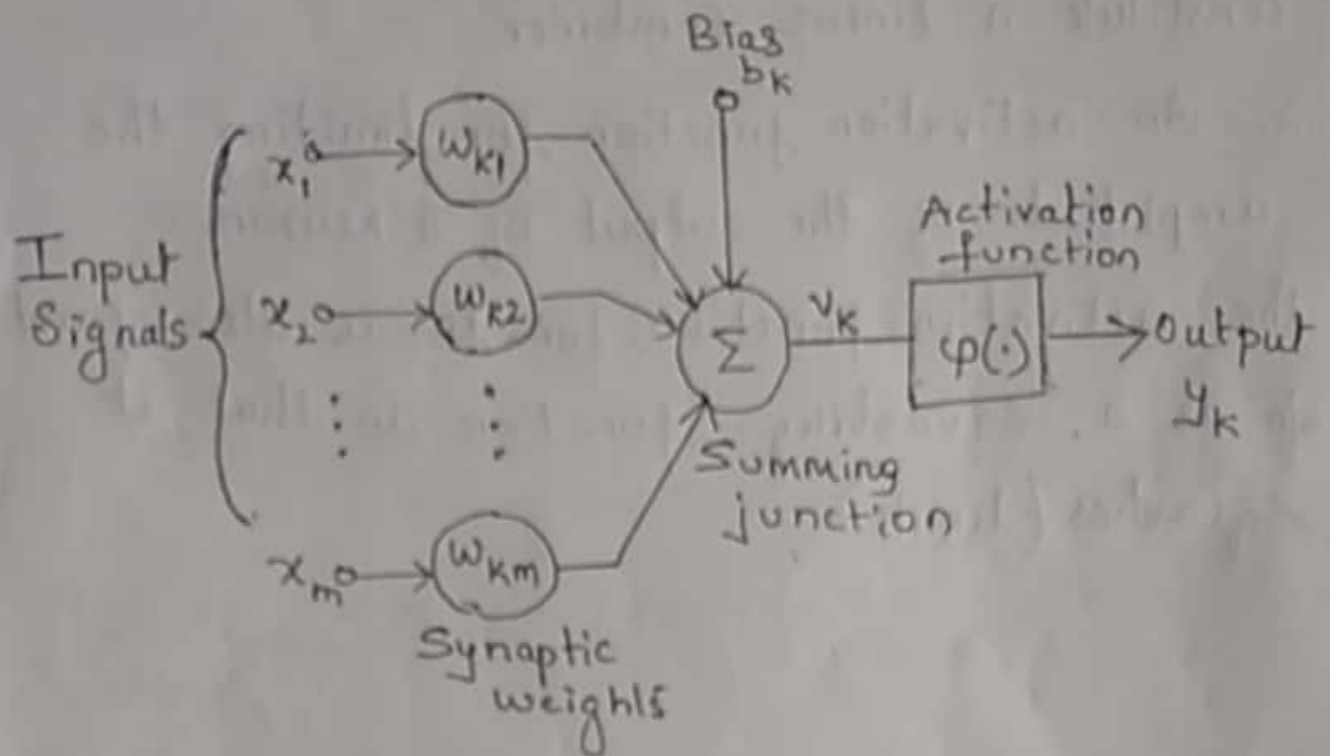 Bias
bk
x1
wk1
Activation
function
Input
Signals
x2
wk2
Σ
vk
φ(·)
Output
yk
Summing
junction
xm
wkm
Synaptic
weights